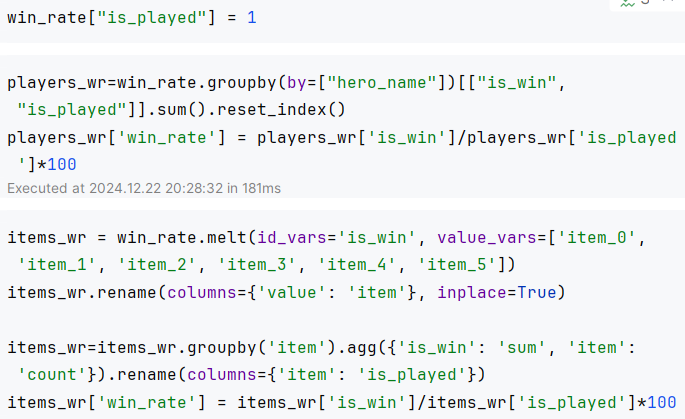 win_rate["is_played"] = 1
players_wr=win_rate.groupby(by=["hero_name"])[["is_win",
"is_played"]].sum().reset_index()
players_wr['win_rate'] = players_wr['is_win']/players_wr['is_played
']*100
Executed at 2024.12.22 20:28:32 in 181ms
items_wr = win_rate.melt(id_vars='is_win', value_vars=['item_0',
'item_1', 'item_2', 'item_3', 'item_4', 'item_5'])
items_wr.rename(columns={'value': 'item'}, inplace=True)
items_wr=items_wr.groupby('item').agg({'is_win': 'sum', 'item':
'count'}).rename(columns={'item': 'is_played'})
items_wr['win_rate'] = items_wr['is_win']/items_wr['is_played']*100